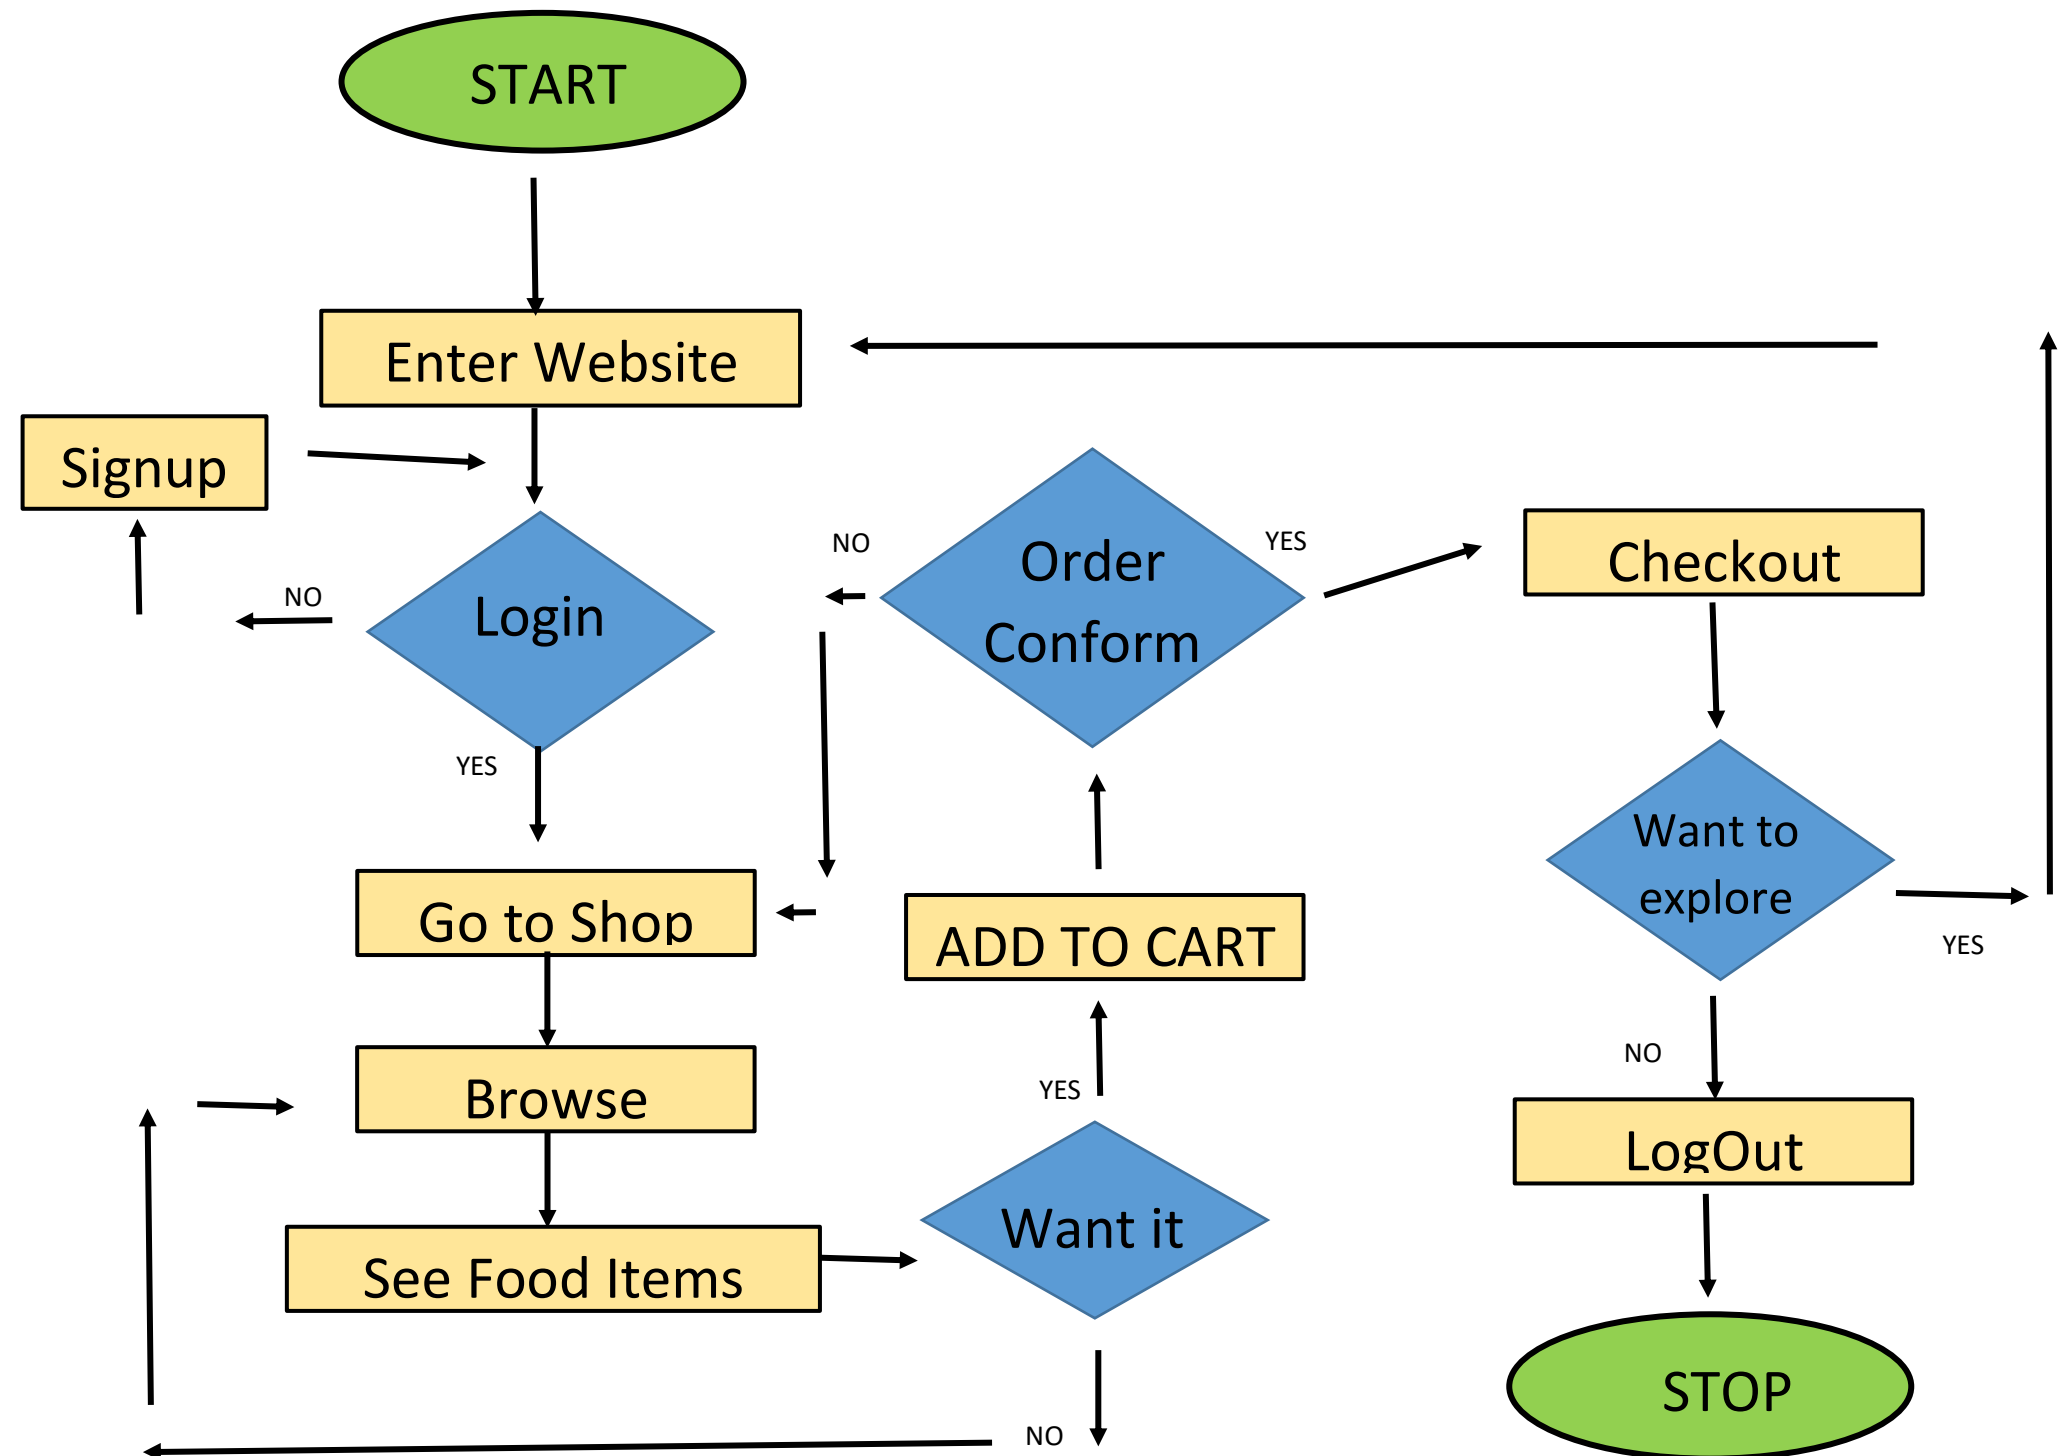 START
Enter Website
Signup
NO
Login
YES
NO
Order
Conform
YES
Checkout
Want to
explore
YES
Go to Shop
ADD TO CART
NO
Browse
YES
LogOut
See Food Items
Want it
STOP
NO